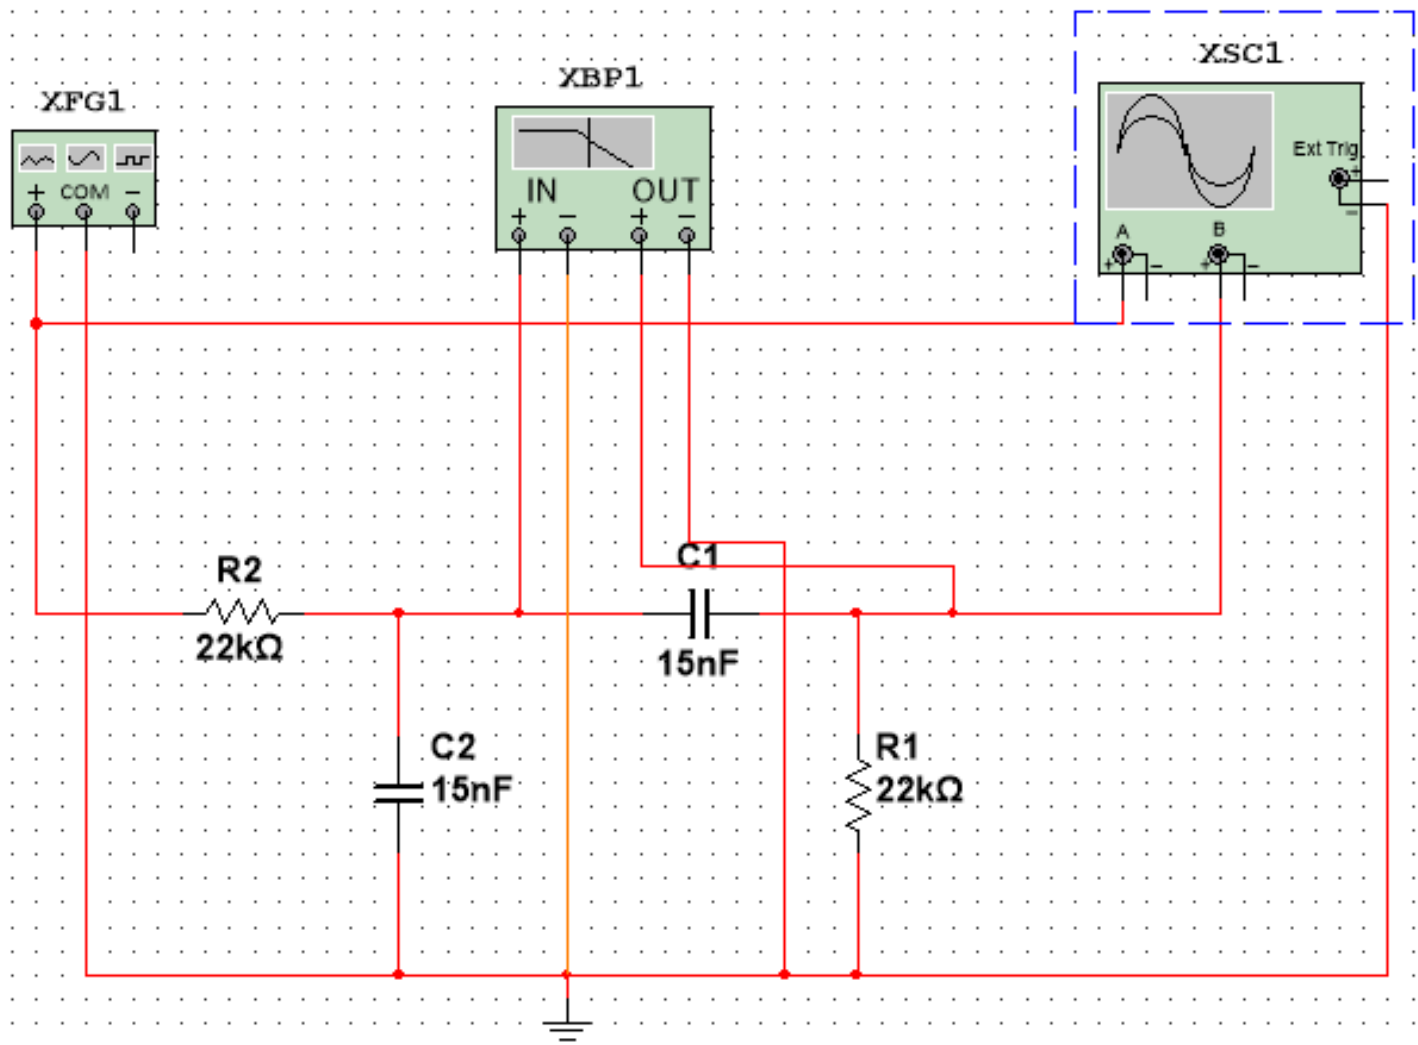 XFG1
+ COM −
XBP1
IN OUT
+ − + −
XSC1
Ext Trig
+
−
A B
+ − + −
R2
22kΩ
C1
15nF
C2
15nF
R1
22kΩ